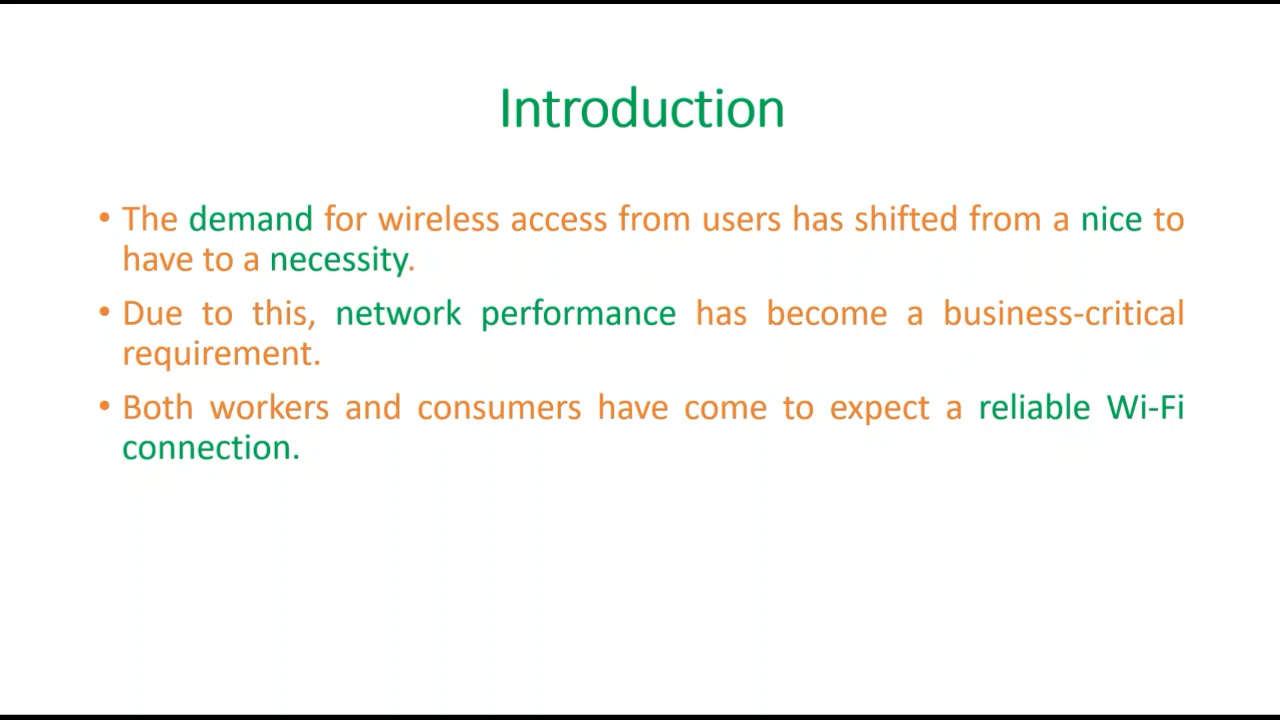 Introduction
• The demand for wireless access from users has shifted from a nice to
have to a necessity.
• Due to this, network performance has become a business-critical
requirement.
• Both workers and consumers have come to expect a reliable Wi-Fi
connection.